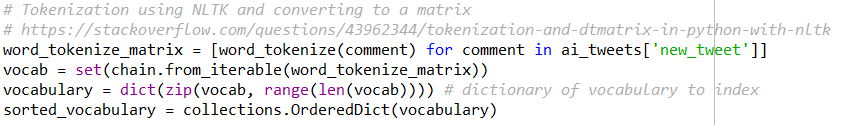 # Tokenization using NLTK and converting to a matrix
# https://stackoverflow.com/questions/43962344/tokenization-and-dtmatrix-in-python-with-nltk
word_tokenize_matrix = [word_tokenize(comment) for comment in ai_tweets['new_tweet']]
vocab = set(chain.from_iterable(word_tokenize_matrix))
vocabulary = dict(zip(vocab, range(len(vocab)))) # dictionary of vocabulary to index
sorted_vocabulary = collections.OrderedDict(vocabulary)